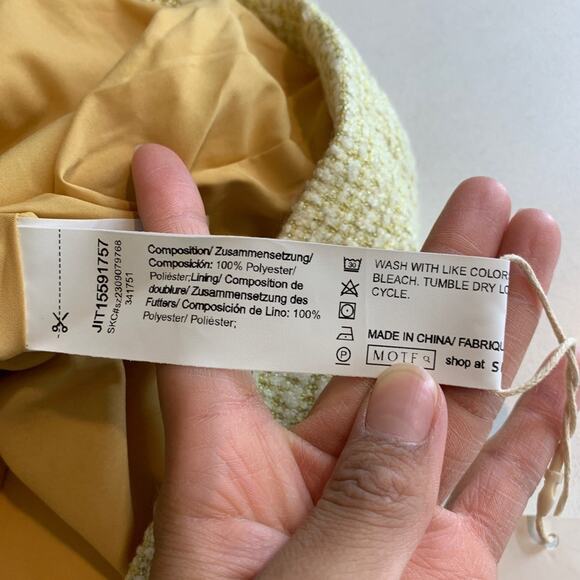 JIT15591757
SKC#sz2309079768
341751
Composition/ Zusammensetzung/
Composición: 100% Polyester/
Poliéster;Lining/ Composition de
doublure/ Zusammensetzung des
Futters/ Composición de Lino: 100%
Polyester/ Poliéster;
WASH WITH LIKE COLOR
BLEACH. TUMBLE DRY LO
CYCLE.
MADE IN CHINA/ FABRIQU
MOTF shop at S
P